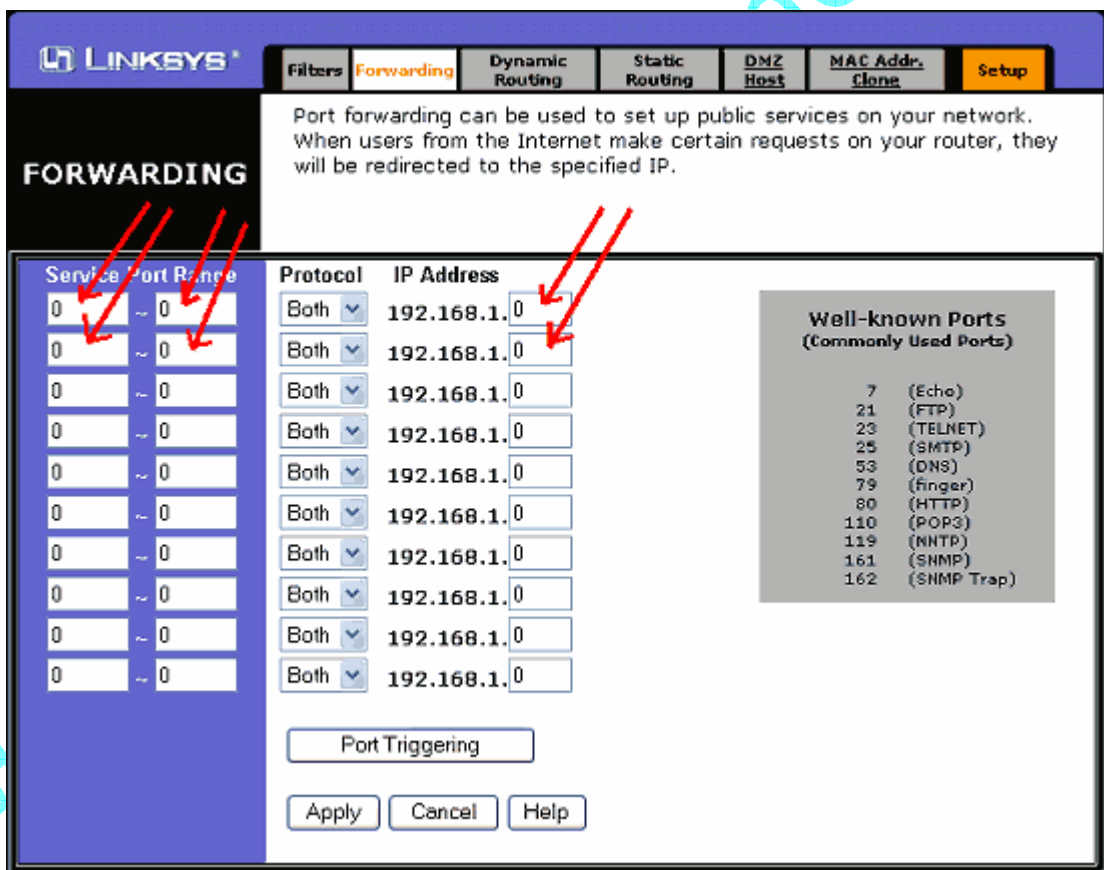 LINKSYS®
Filters Forwarding Dynamic Routing Static Routing DMZ Host MAC Addr. Clone Setup
FORWARDING
Port forwarding can be used to set up public services on your network.
When users from the Internet make certain requests on your router, they
will be redirected to the specified IP.
Service Port Range Protocol IP Address
0 ~ 0 Both 192.168.1. 0
0 ~ 0 Both 192.168.1. 0
0 ~ 0 Both 192.168.1. 0
0 ~ 0 Both 192.168.1. 0
0 ~ 0 Both 192.168.1. 0
0 ~ 0 Both 192.168.1. 0
0 ~ 0 Both 192.168.1. 0
0 ~ 0 Both 192.168.1. 0
0 ~ 0 Both 192.168.1. 0
0 ~ 0 Both 192.168.1. 0
Well-known Ports
(Commonly Used Ports)
7 (Echo)
21 (FTP)
23 (TELNET)
25 (SMTP)
53 (DNS)
79 (finger)
80 (HTTP)
110 (POP3)
119 (NNTP)
161 (SNMP)
162 (SNMP Trap)
Port Triggering
Apply Cancel Help